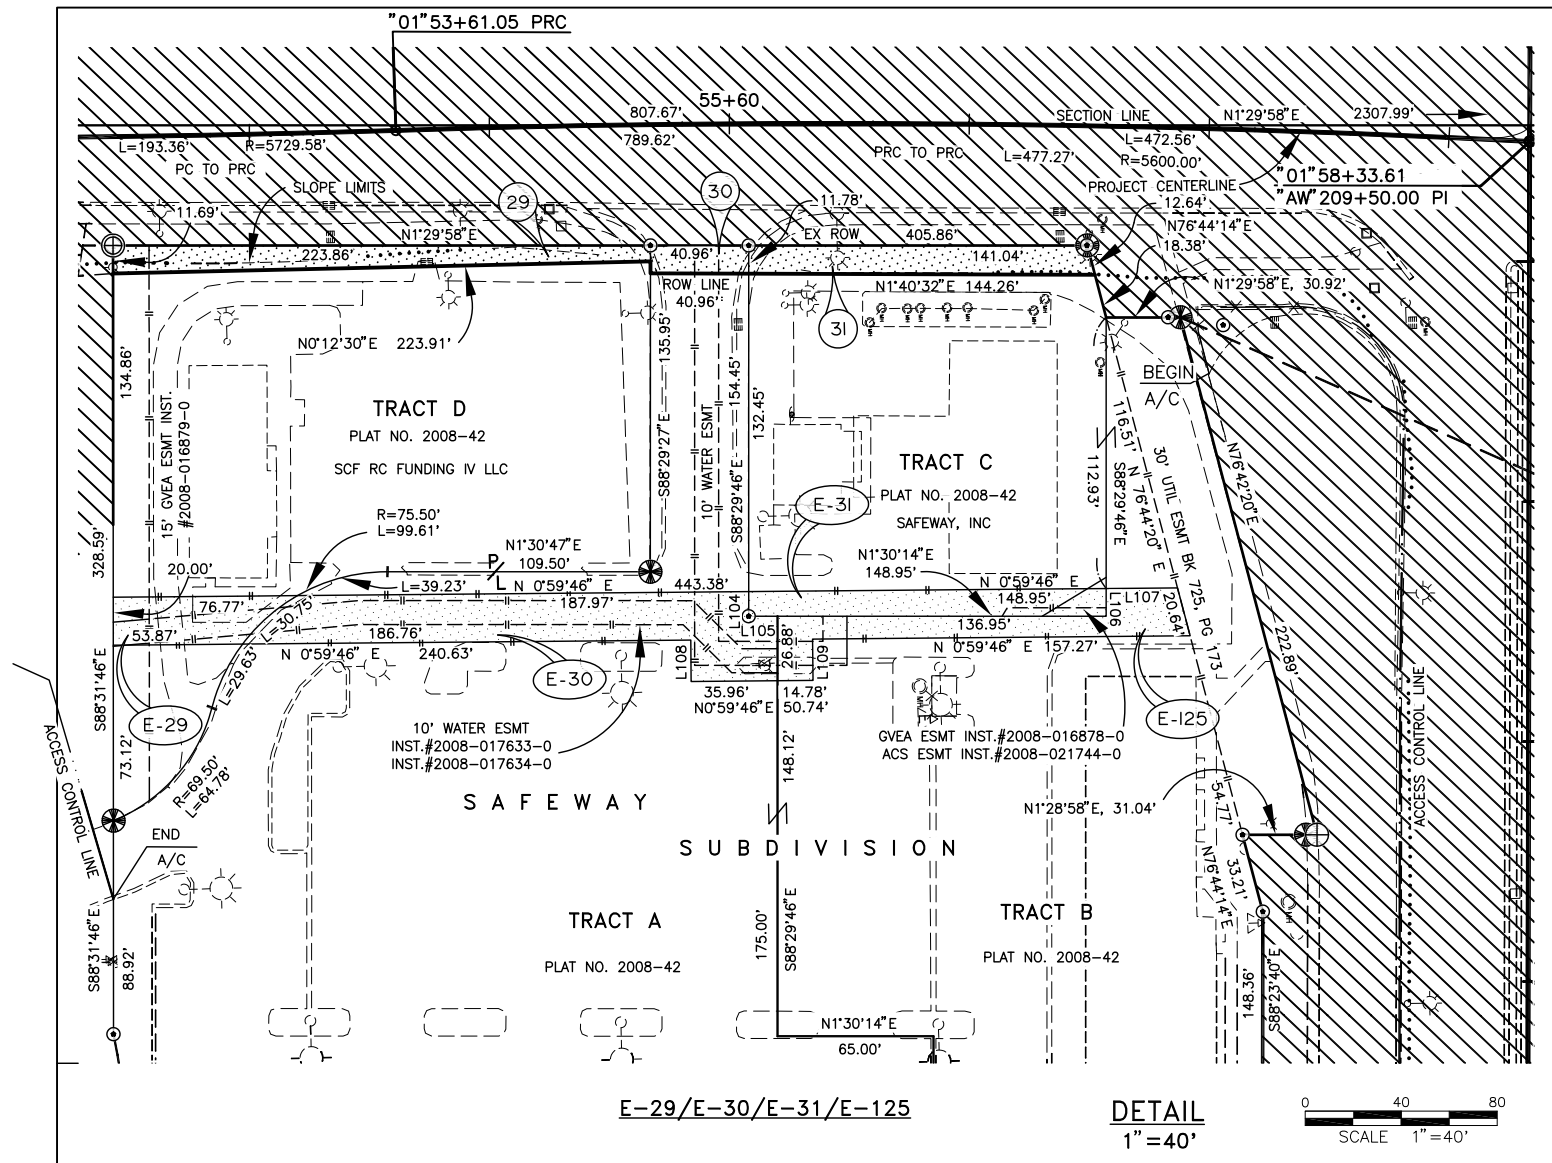 "01"53+61.05 PRC
807.67'
55+60
SECTION LINE
N1°29'58"E
2307.99'
L=193.36'
R=5729.58'
789.62'
PRC TO PRC
L=477.27'
L=472.56'
R=5600.00'
PC TO PRC
"01"58+33.61
"AW"209+50.00 PI
SLOPE LIMITS
29
30
PROJECT CENTERLINE
11.69'
11.78'
12.64'
N1°29'58"E
EX ROW
405.86'
N76°44'14"E
18.38'
223.86'
40.96'
141.04'
ROW LINE
40.96'
N1°40'32"E 144.26'
N1°29'58"E, 30.92'
31
N0°12'30"E 223.91'
134.86'
15' GVEA ESMT INST.
#2008-016879-0
135.95'
154.45'
132.45'
BEGIN
A/C
TRACT D
PLAT NO. 2008-42
SCF RC FUNDING IV LLC
S88°29'27"E
10' WATER ESMT
S88°29'46"E
TRACT C
PLAT NO. 2008-42
SAFEWAY, INC
116.51'
N 76°44'20" E
112.93'
S88°29'46"E
30' UTIL ESMT BK 725, PG 173
N76°42'20"E
222.89'
E-31
R=75.50'
L=99.61'
328.59'
20.00'
P
L
N1°30'47"E
109.50'
N1°30'14"E
148.95'
L=39.23'
N 0°59'46" E
443.38'
N 0°59'46" E
148.95'
L107
76.77'
L=30.75'
187.97'
L104
L105
136.95'
L106
20.64'
53.87'
186.76'
N 0°59'46" E
240.63'
L108
26.88'
L109
N 0°59'46" E 157.27'
L=29.63'
E-30
35.96'
14.78'
N0°59'46"E
50.74'
S88°31'46"E
73.12'
E-29
E-125
ACCESS CONTROL LINE
10' WATER ESMT
INST.#2008-017633-0
INST.#2008-017634-0
148.12'
GVEA ESMT INST.#2008-016878-0
ACS ESMT INST.#2008-021744-0
ACCESS CONTROL LINE
R=69.50'
L=64.78'
SAFEWAY
SUBDIVISION
N1°28'58"E, 31.04'
54.77'
END
A/C
33.21'
N76°44'14"E
TRACT A
PLAT NO. 2008-42
TRACT B
PLAT NO. 2008-42
S88°31'46"E
88.92'
175.00'
S88°29'46"E
148.36'
S88°23'40"E
N1°30'14"E
65.00'
E-29/E-30/E-31/E-125
DETAIL
1"=40'
0 40 80
SCALE 1"=40'